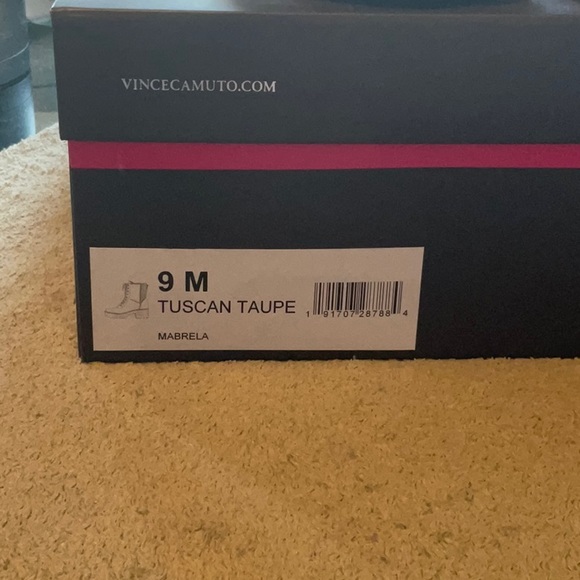 VINCECAMUTO.COM
9 M
TUSCAN TAUPE
MABRELA
1 91707 28788 4